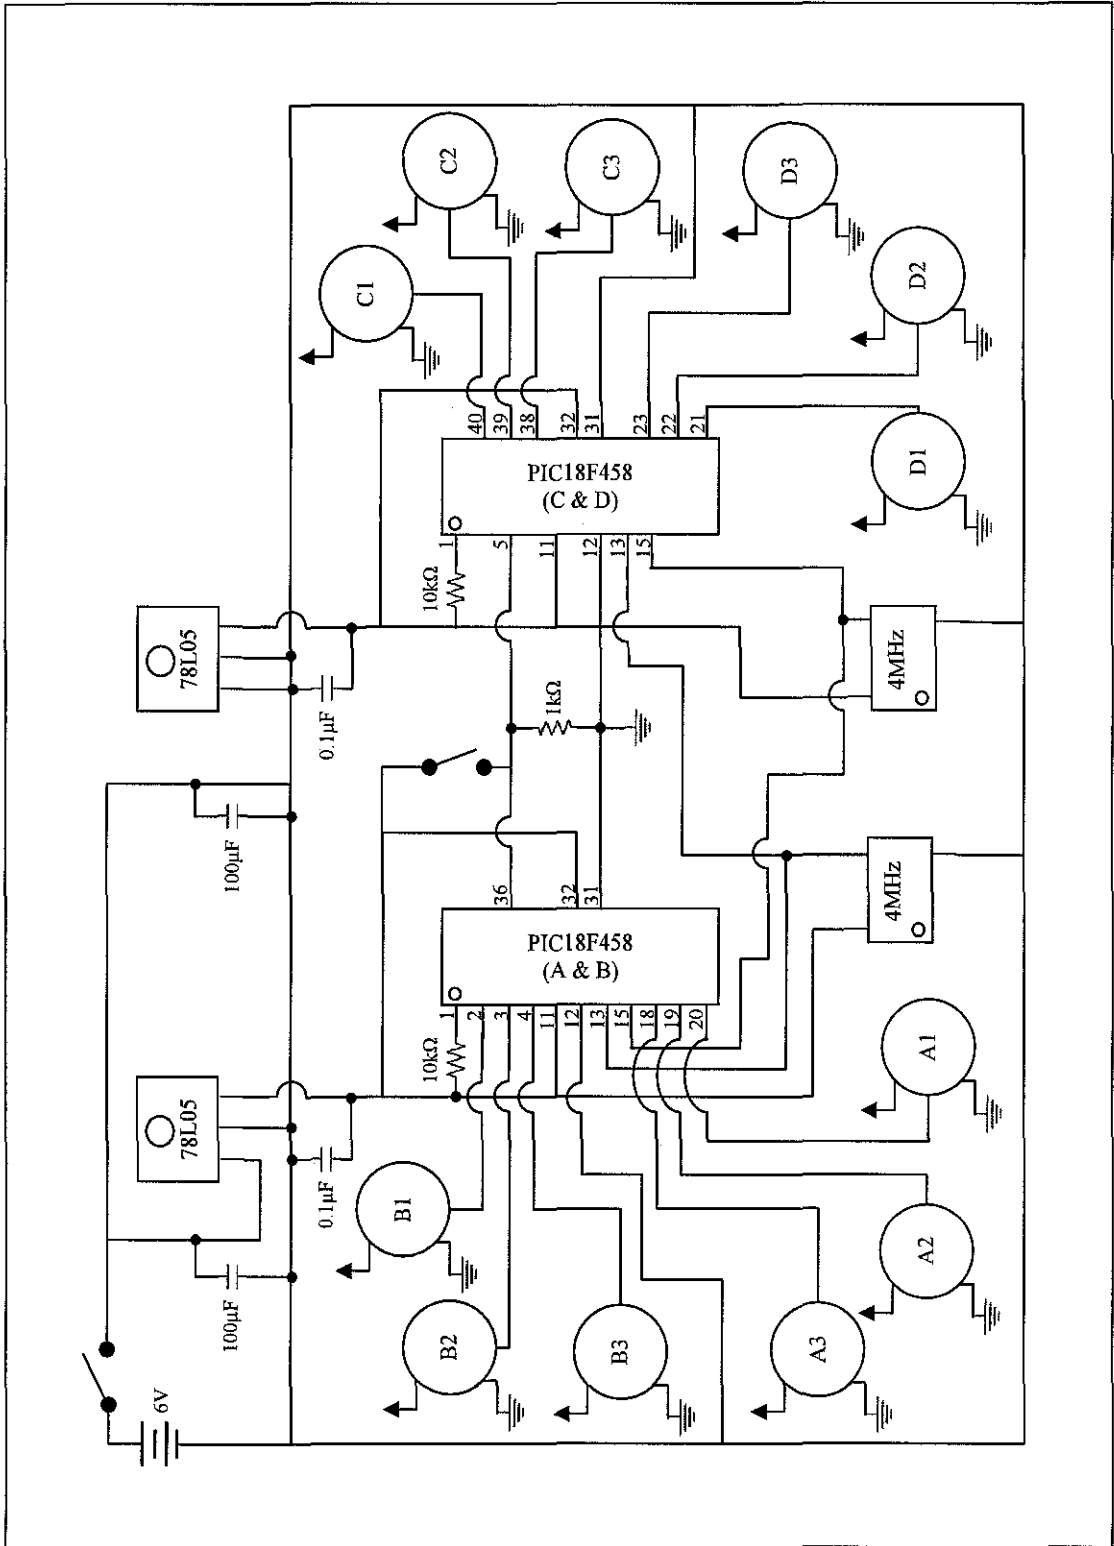 6V
100µF
78L05
0.1µF
100µF
78L05
0.1µF
B1
B2
B3
A3
A2
A1
10kΩ
1
2
3
4
11
12
13
15
18
19
20
PIC18F458
(A & B)
36
32
31
4MHz
1kΩ
10kΩ
1
5
11
12
13
15
PIC18F458
(C & D)
40
39
38
32
31
23
22
21
4MHz
C1
C2
C3
D3
D2
D1